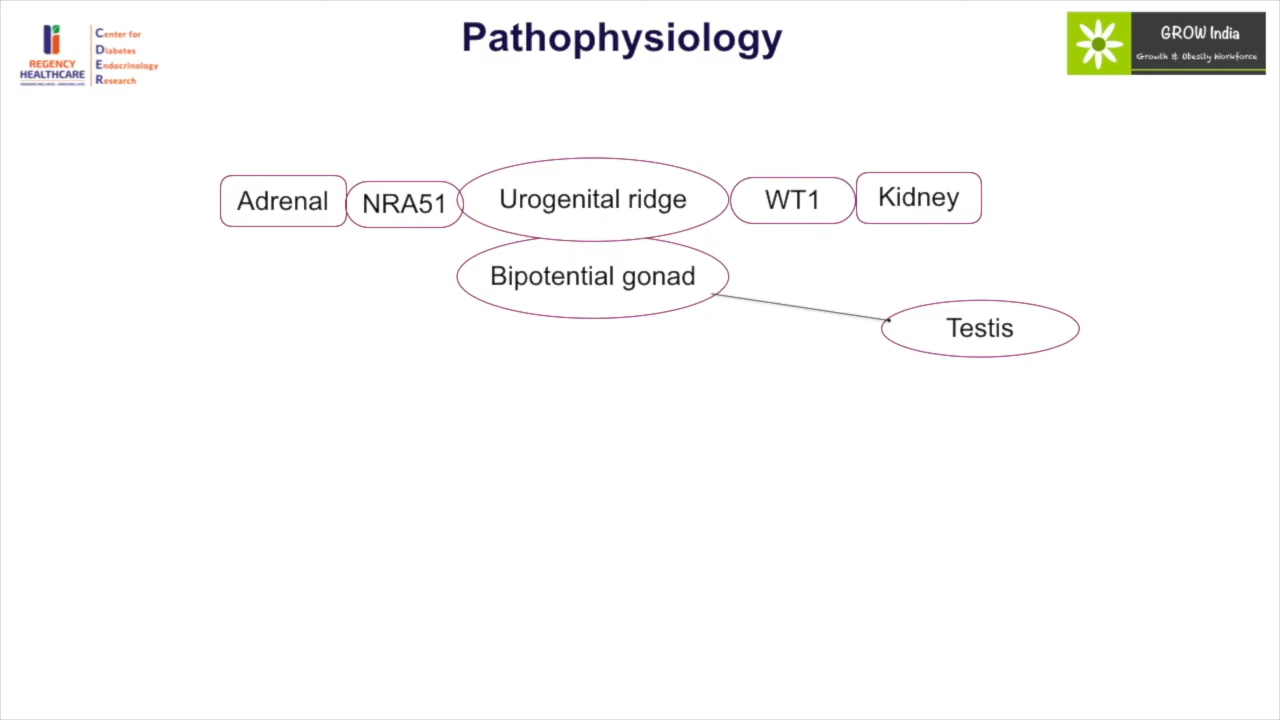 Pathophysiology
REGENCY
HEALTHCARE
Center for
Diabetes
Endocrinology
Research
GROW India
Growth & Obesity Workforce
Adrenal
NRA51
Urogenital ridge
WT1
Kidney
Bipotential gonad
Testis